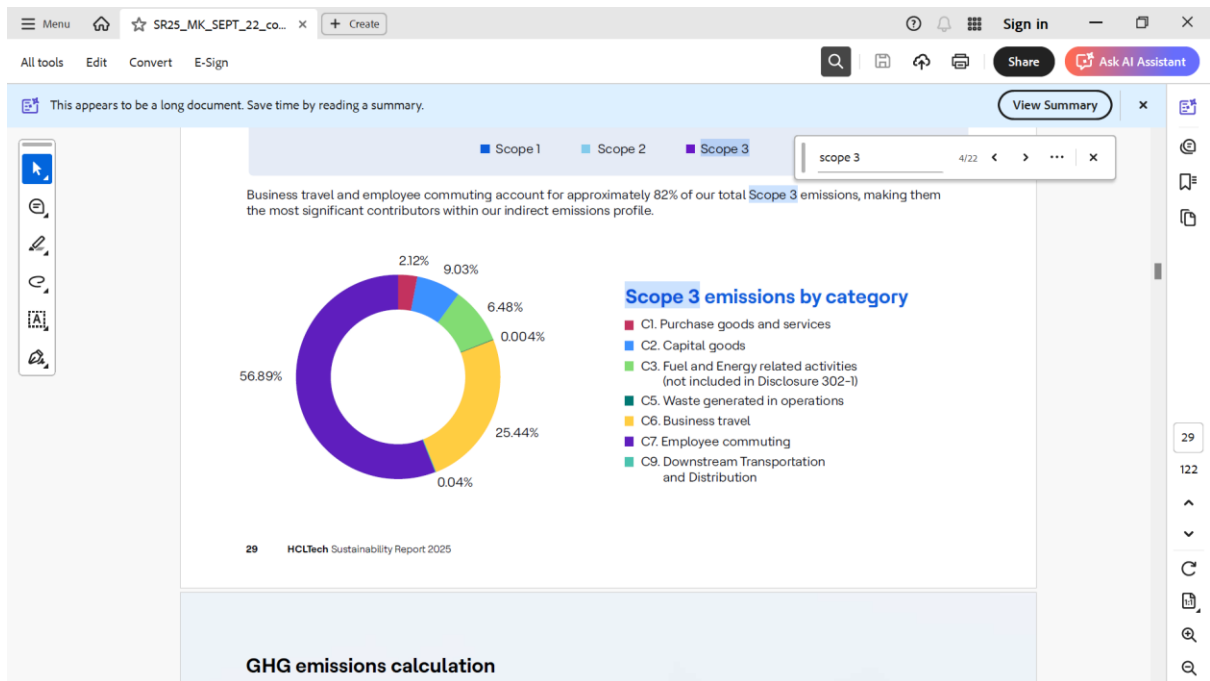 Menu
SR25_MK_SEPT_22_co...
Create
Sign in
All tools Edit Convert E-Sign
Share
Ask AI Assistant
This appears to be a long document. Save time by reading a summary.
View Summary
Scope 1 Scope 2 Scope 3
scope 3 4/22
Business travel and employee commuting account for approximately 82% of our total Scope 3 emissions, making them
the most significant contributors within our indirect emissions profile.
2.12%
9.03%
6.48%
0.004%
56.89%
25.44%
0.04%
Scope 3 emissions by category
C1. Purchase goods and services
C2. Capital goods
C3. Fuel and Energy related activities
(not included in Disclosure 302-1)
C5. Waste generated in operations
C6. Business travel
C7. Employee commuting
C9. Downstream Transportation
and Distribution
29
122
29 HCLTech Sustainability Report 2025
GHG emissions calculation